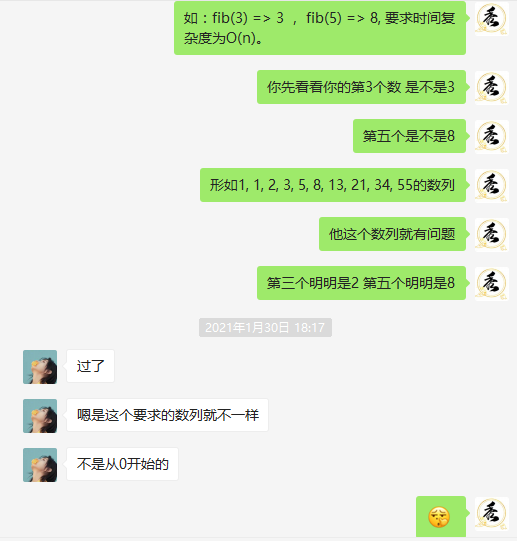 如：fib(3) => 3 ， fib(5) => 8, 要求时间复
杂度为O(n)。
你先看看你的第3个数 是不是3
第五个是不是8
形如1, 1, 2, 3, 5, 8, 13, 21, 34, 55的数列
他这个数列就有问题
第三个明明是2 第五个明明是8
2021年1月30日 18:17
过了
嗯是这个要求的数列就不一样
不是从0开始的